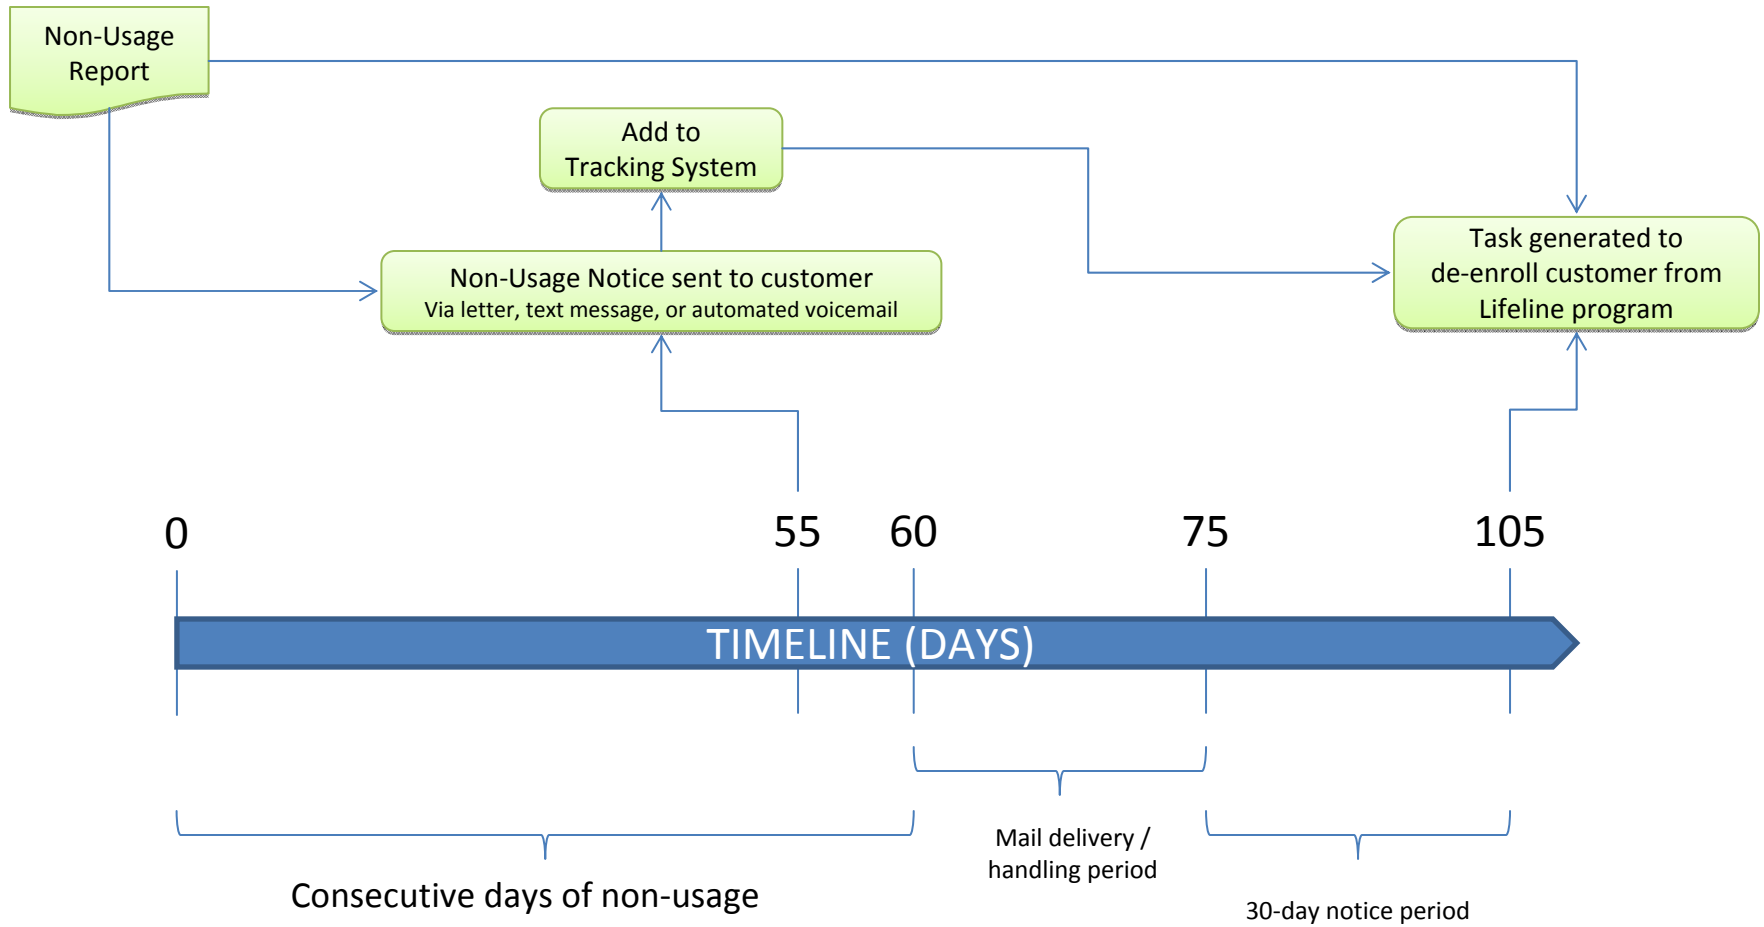 Non-Usage
Report
Add to
Tracking System
Non-Usage Notice sent to customer
Via letter, text message, or automated voicemail
Task generated to
de-enroll customer from
Lifeline program
0
55
60
75
105
TIMELINE (DAYS)
Mail delivery /
handling period
Consecutive days of non-usage
30-day notice period